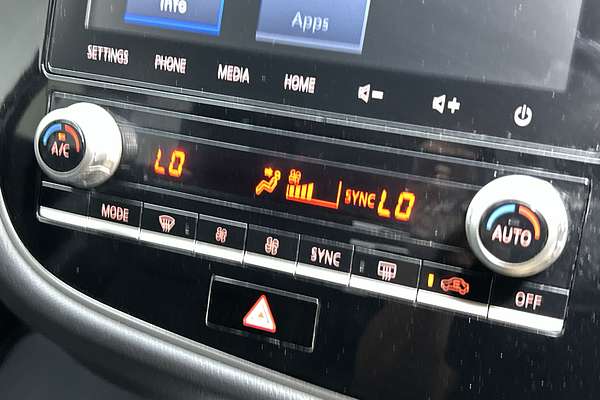 Info
Apps
SETTINGS PHONE MEDIA HOME
A/C LO SYNC LO AUTO
MODE SYNC OFF